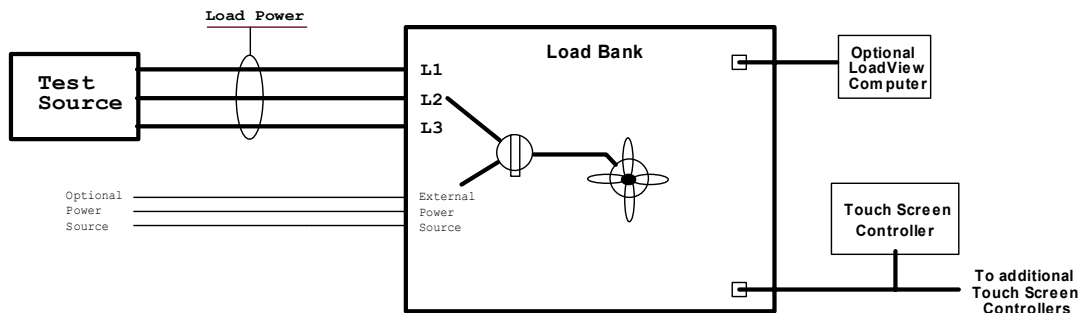 Load Power
Test
Source
L1
L2
L3
Optional
Power
Source
External
Power
Source
Load Bank
Optional
LoadView
Computer
Touch Screen
Controller
To additional
Touch Screen
Controllers